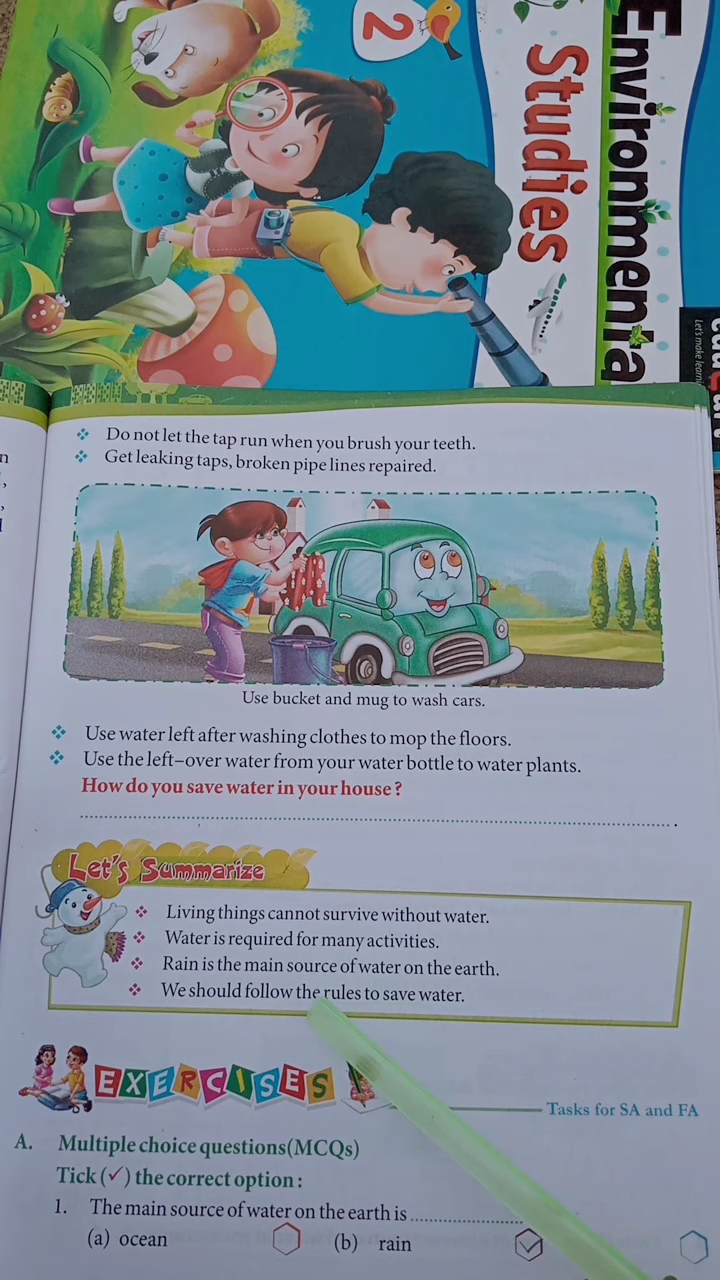 Environmenta
Studies
2
Let's make learni
Do not let the tap run when you brush your teeth.
Get leaking taps, broken pipe lines repaired.
Use bucket and mug to wash cars.
Use water left after washing clothes to mop the floors.
Use the left-over water from your water bottle to water plants.
How do you save water in your house?
Let's Summarize
Living things cannot survive without water.
Water is required for many activities.
Rain is the main source of water on the earth.
We should follow the rules to save water.
EXERCISES
Tasks for SA and FA
A. Multiple choice questions(MCQs)
Tick (✓) the correct option:
1. The main source of water on the earth is
(a) ocean (b) rain